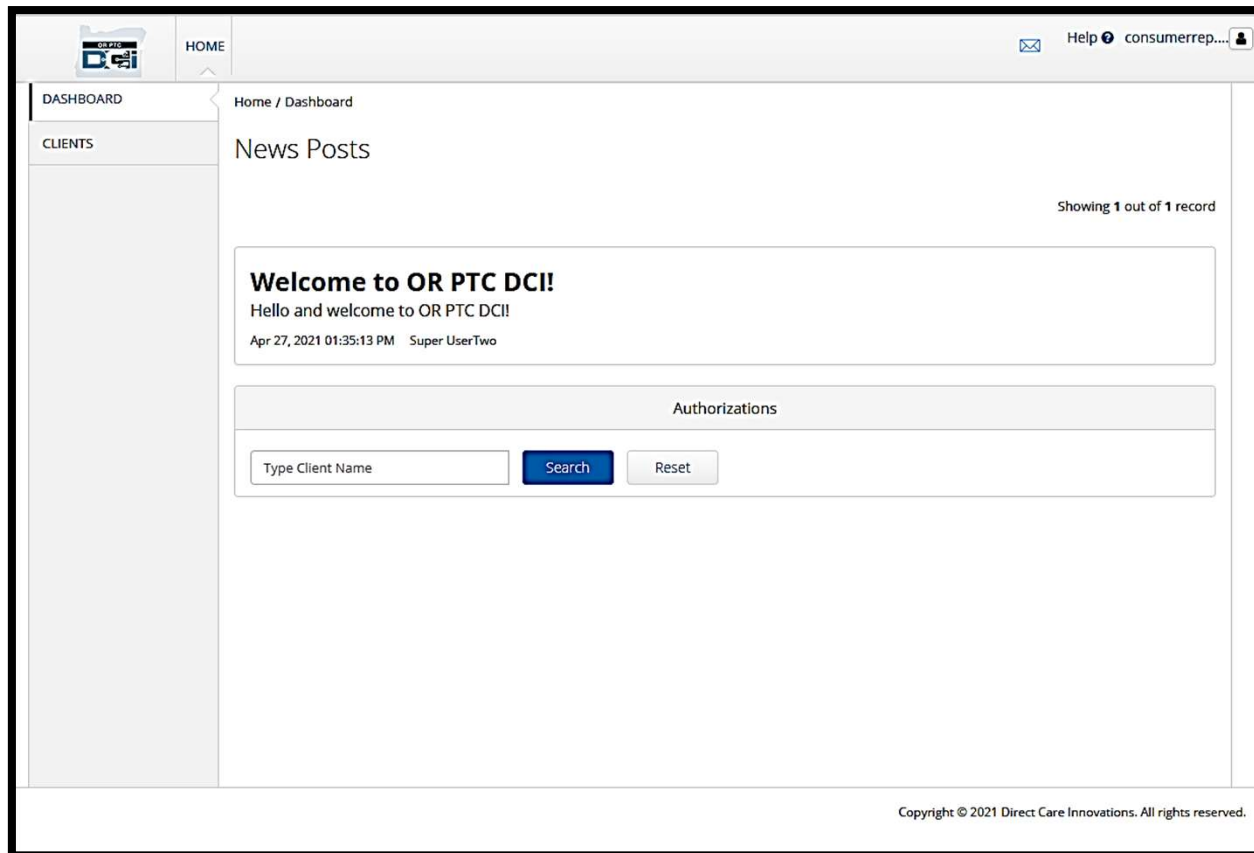 OR PTC
DCi
HOME
Help
consumerrep....
DASHBOARD
CLIENTS
Home / Dashboard
News Posts
Showing 1 out of 1 record
Welcome to OR PTC DCI!
Hello and welcome to OR PTC DCI!
Apr 27, 2021 01:35:13 PM Super UserTwo
Authorizations
Type Client Name
Search
Reset
Copyright © 2021 Direct Care Innovations. All rights reserved.